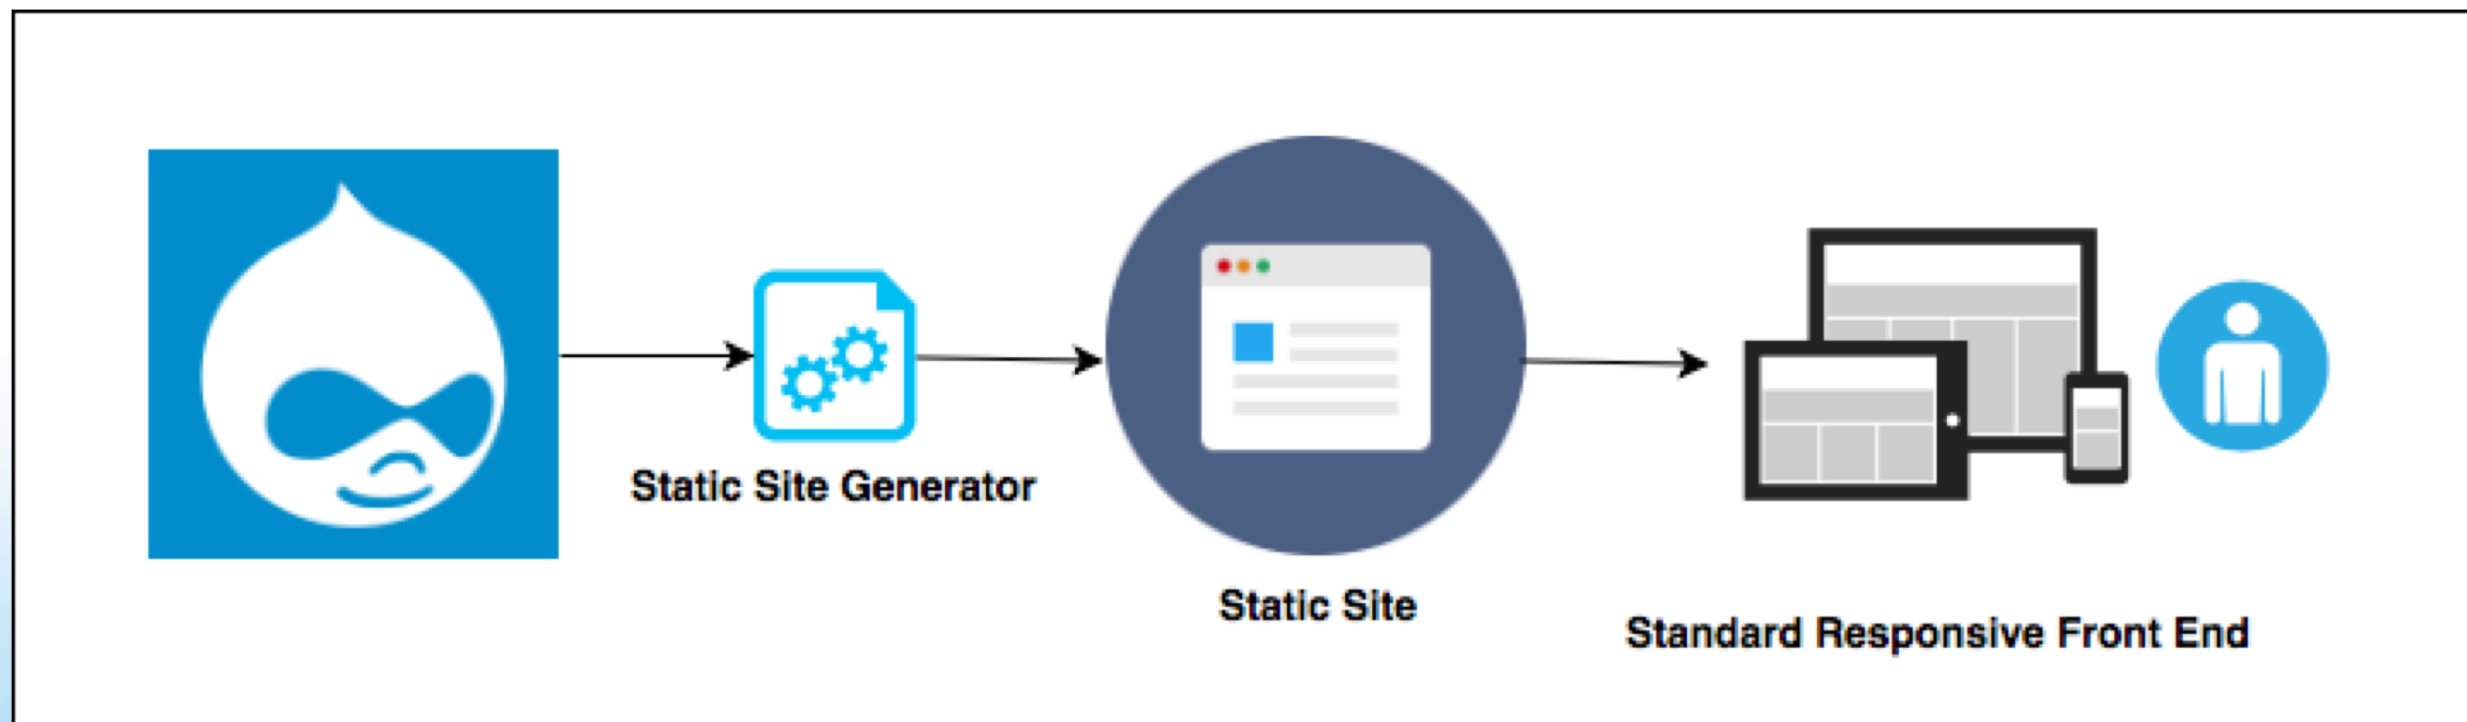 Static Site Generator
Static Site
Standard Responsive Front End